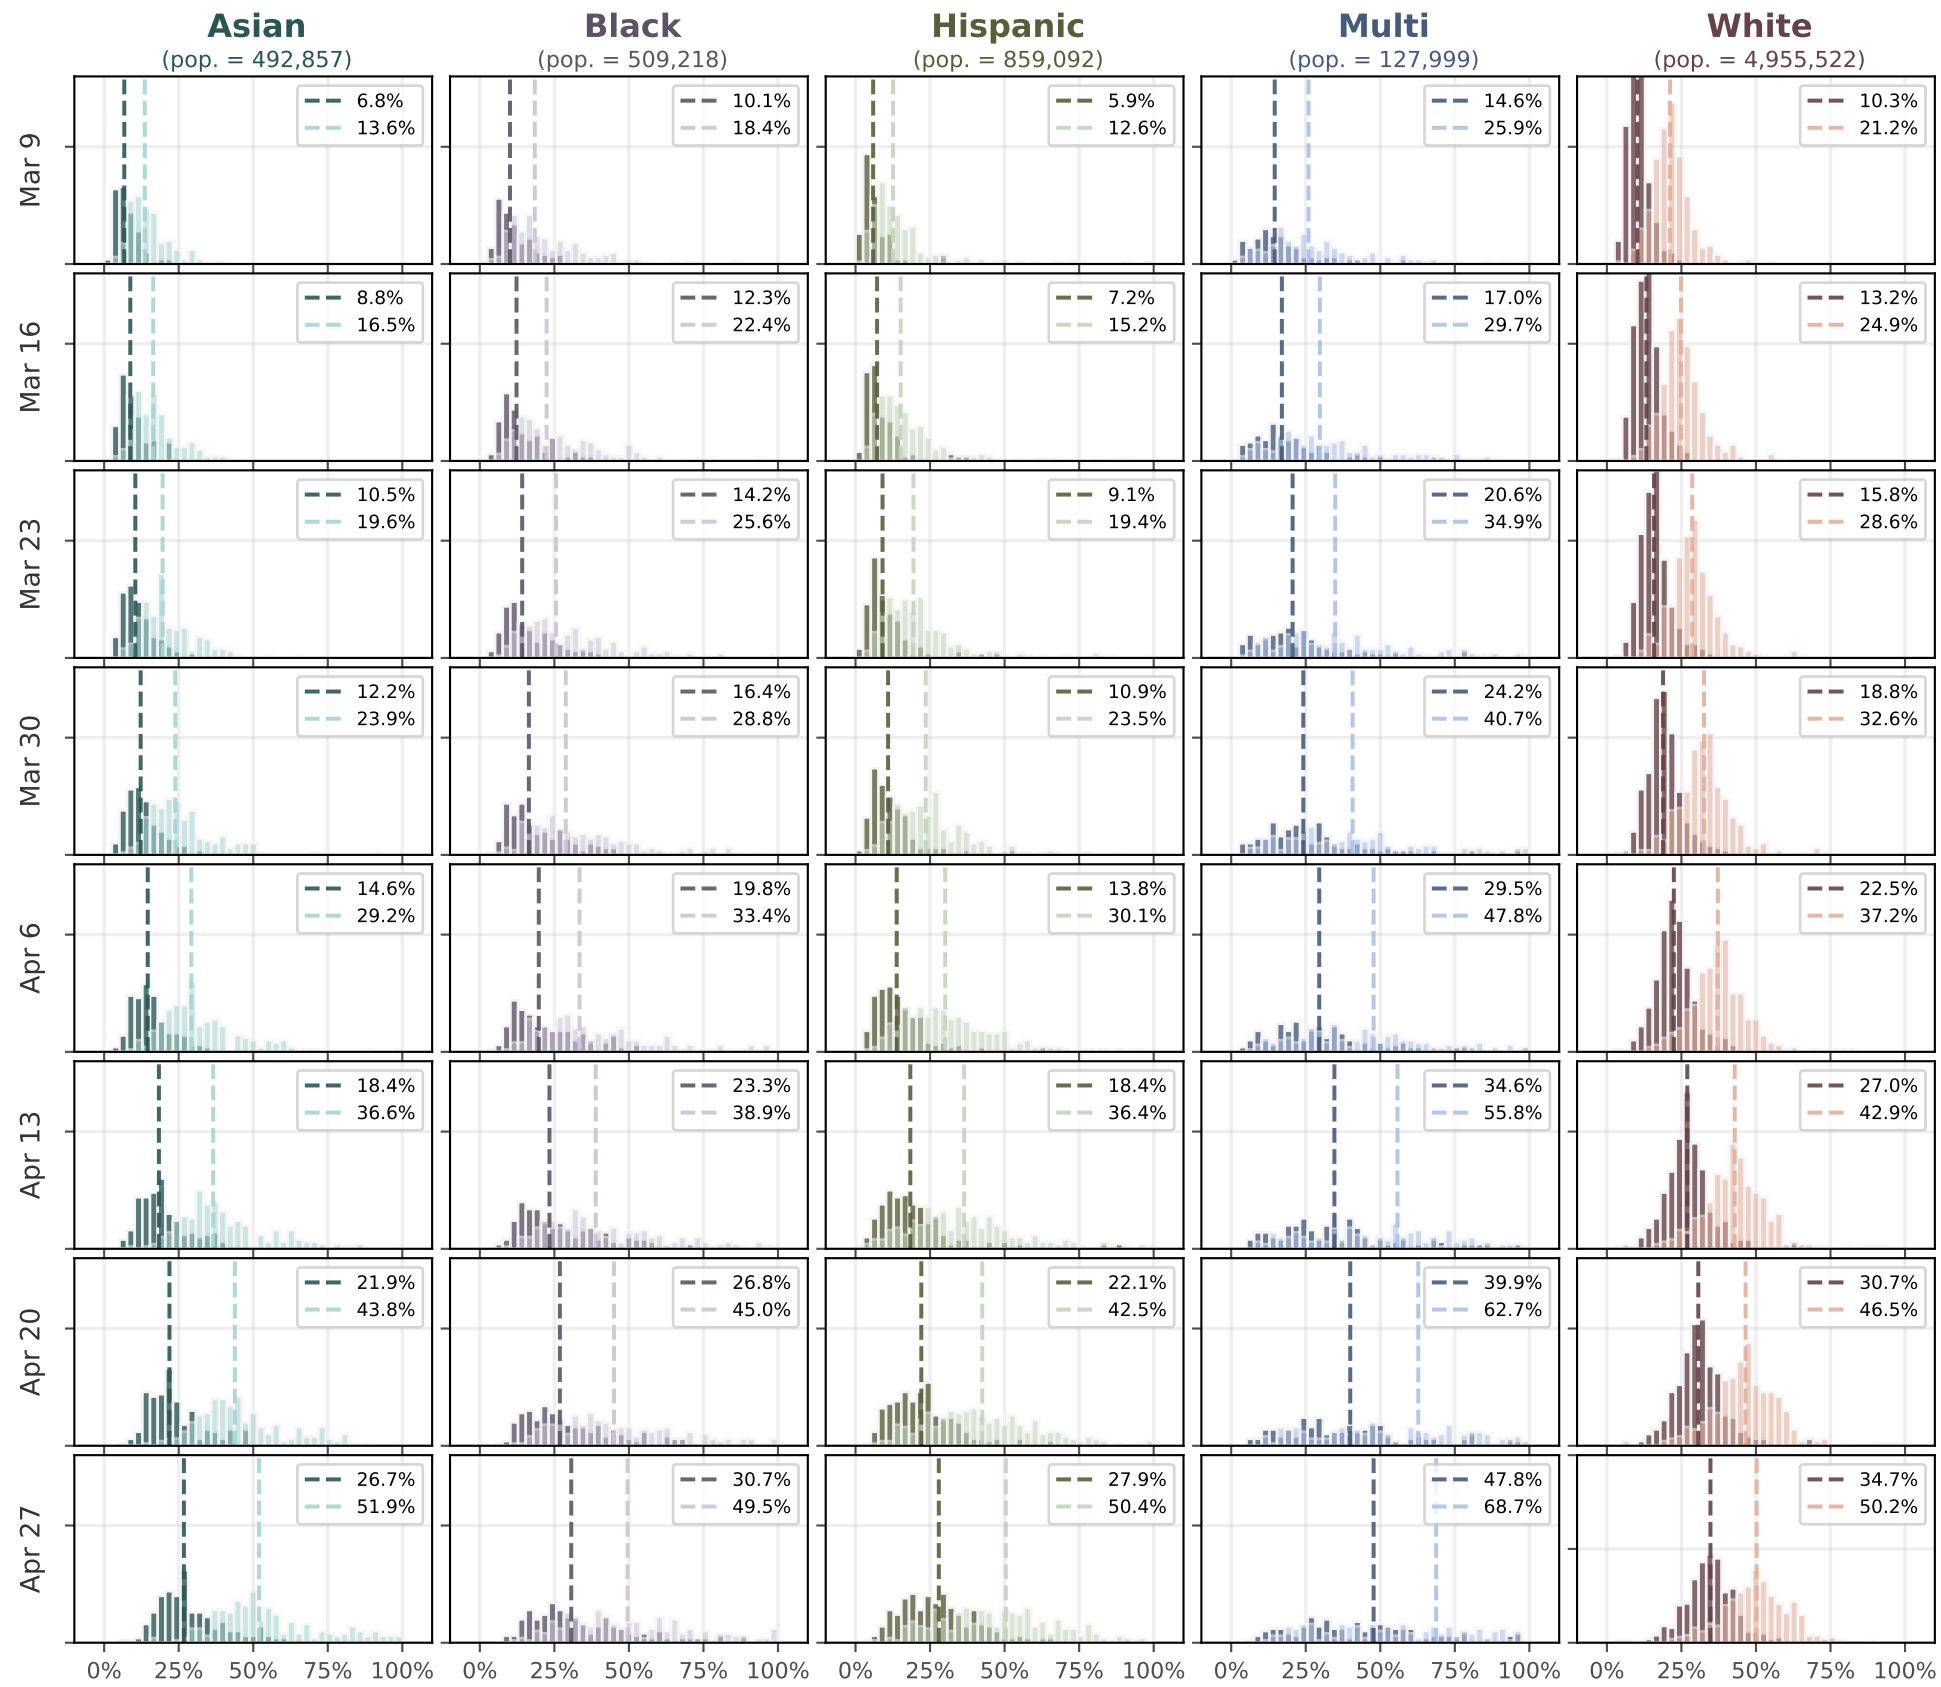 Asian Black Hispanic Multi White
(pop. = 492,857) (pop. = 509,218) (pop. = 859,092) (pop. = 127,999) (pop. = 4,955,522)
Mar 9
6.8% 10.1% 5.9% 14.6% 10.3%
13.6% 18.4% 12.6% 25.9% 21.2%
Mar 16
8.8% 12.3% 7.2% 17.0% 13.2%
16.5% 22.4% 15.2% 29.7% 24.9%
Mar 23
10.5% 14.2% 9.1% 20.6% 15.8%
19.6% 25.6% 19.4% 34.9% 28.6%
Mar 30
12.2% 16.4% 10.9% 24.2% 18.8%
23.9% 28.8% 23.5% 40.7% 32.6%
Apr 6
14.6% 19.8% 13.8% 29.5% 22.5%
29.2% 33.4% 30.1% 47.8% 37.2%
Apr 13
18.4% 23.3% 18.4% 34.6% 27.0%
36.6% 38.9% 36.4% 55.8% 42.9%
Apr 20
21.9% 26.8% 22.1% 39.9% 30.7%
43.8% 45.0% 42.5% 62.7% 46.5%
Apr 27
26.7% 30.7% 27.9% 47.8% 34.7%
51.9% 49.5% 50.4% 68.7% 50.2%
0% 25% 50% 75% 100% 0% 25% 50% 75% 100% 0% 25% 50% 75% 100% 0% 25% 50% 75% 100% 0% 25% 50% 75% 100%